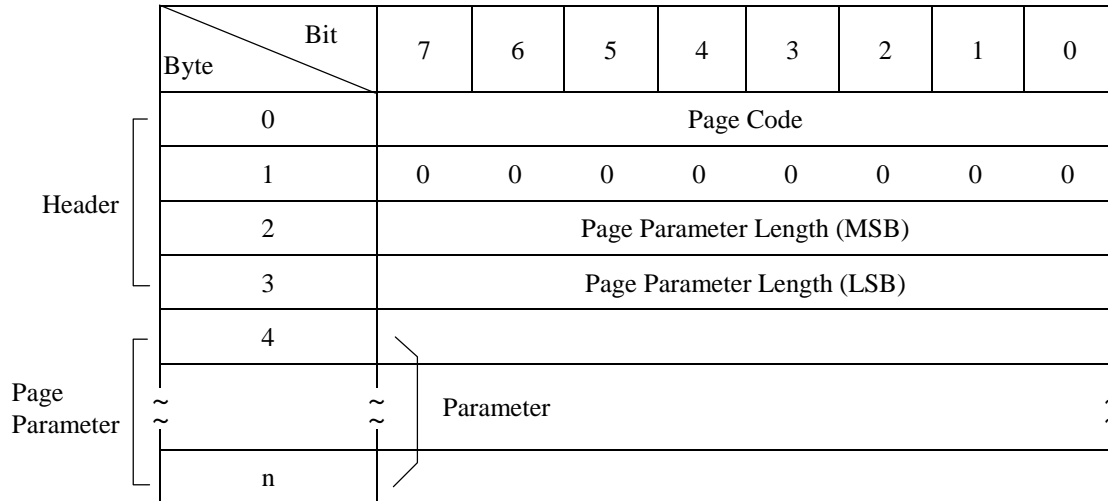 Bit
Byte
7 6 5 4 3 2 1 0
0 Page Code
1 0 0 0 0 0 0 0 0
Header
2 Page Parameter Length (MSB)
3 Page Parameter Length (LSB)
4
Page
Parameter
~ ~ Parameter ~
~ ~ ~
n